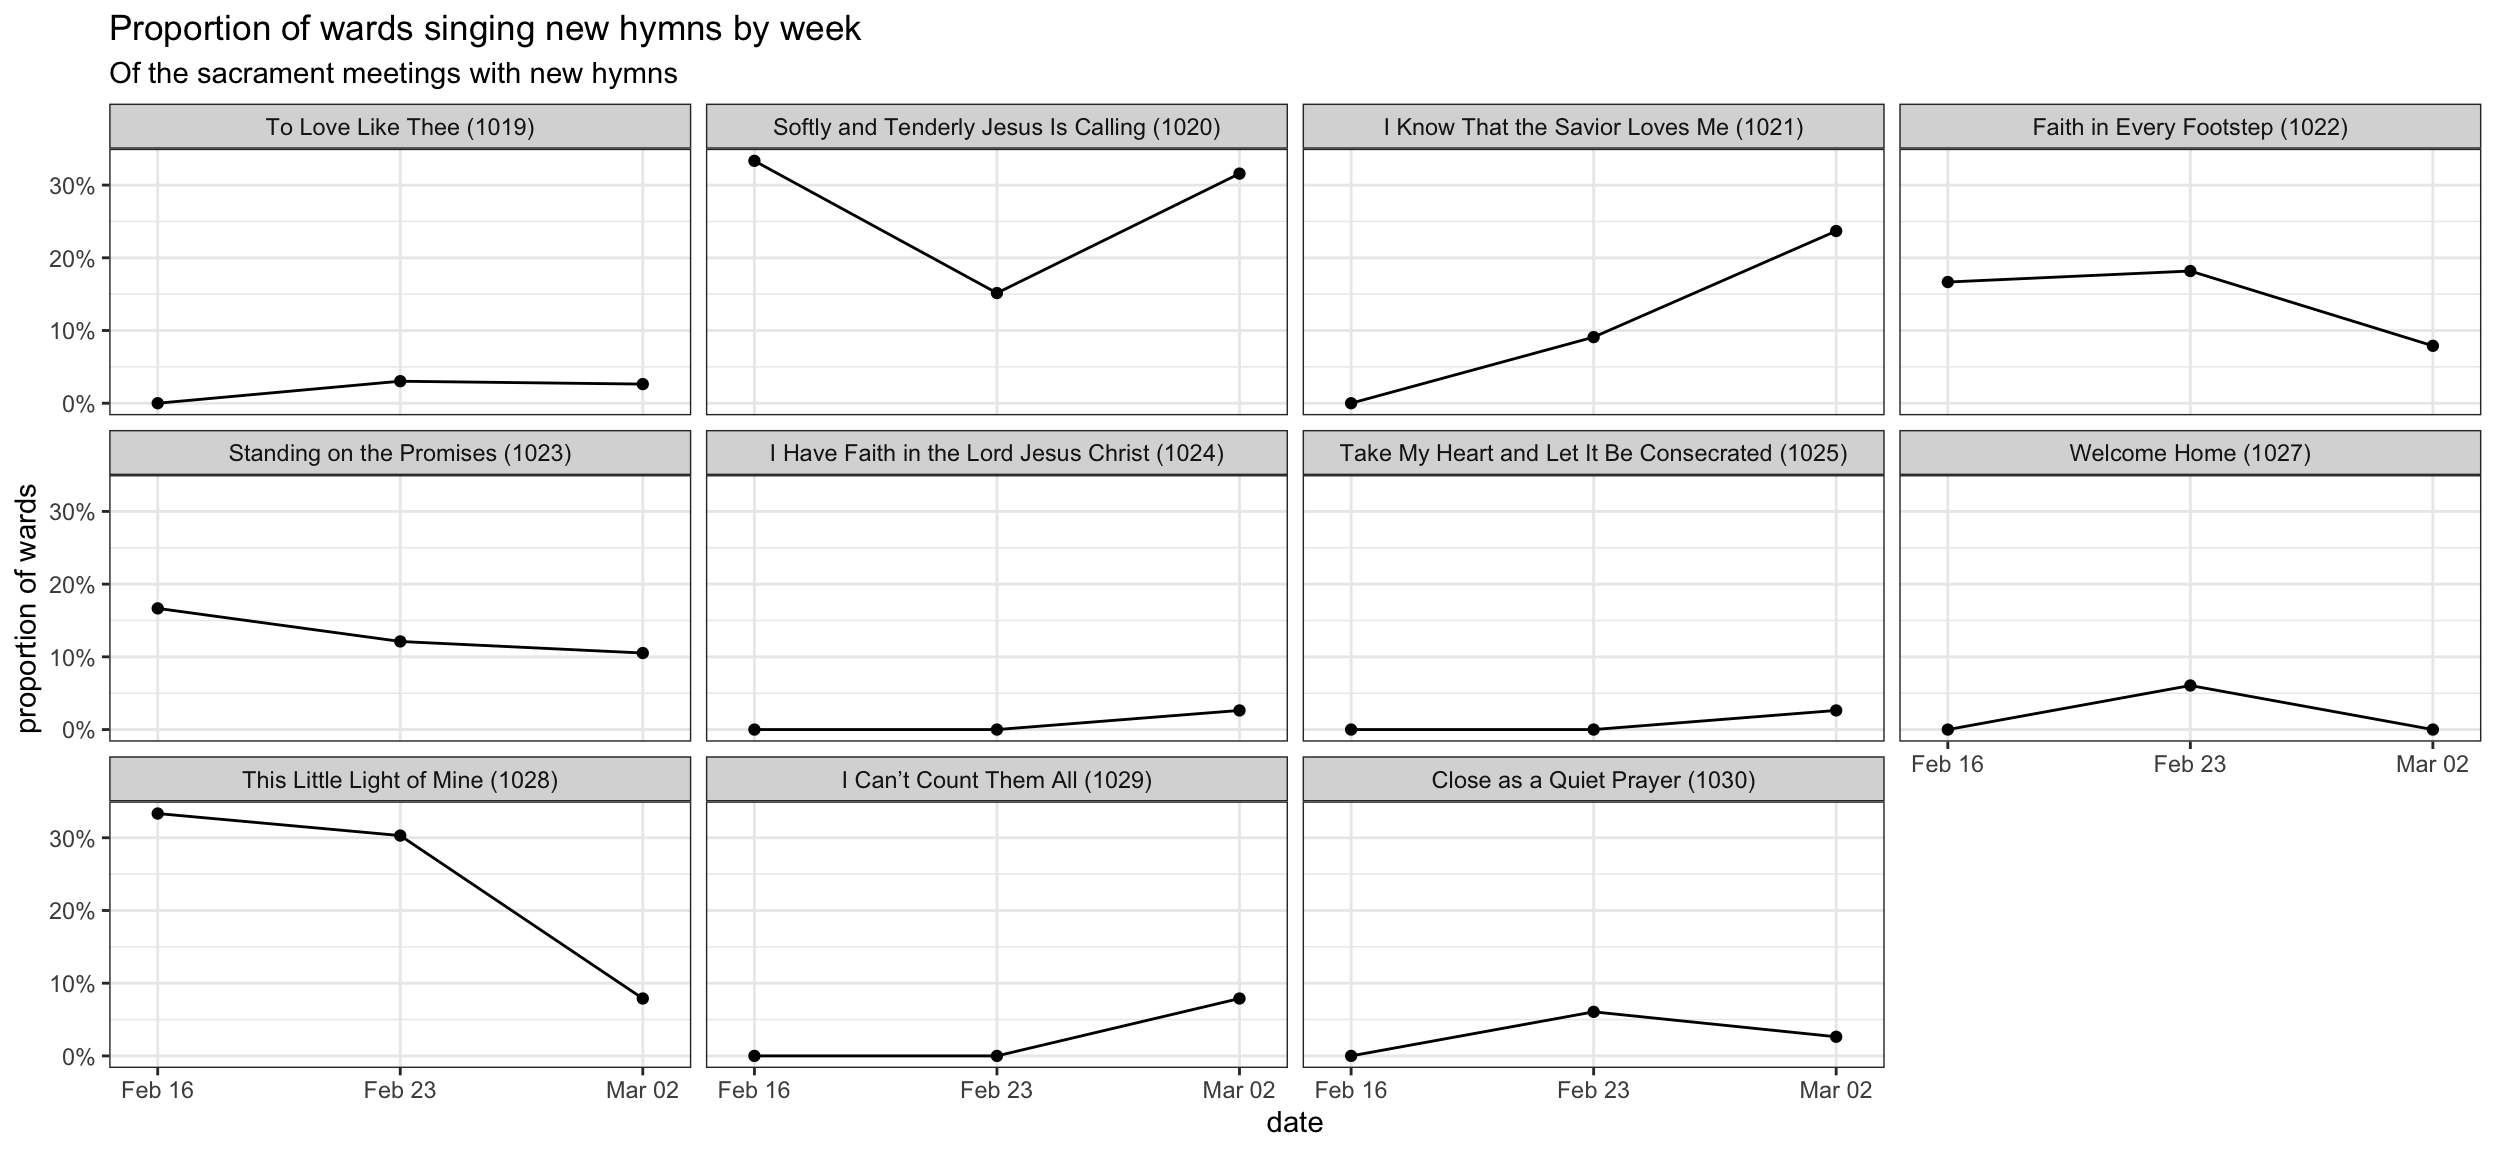 Proportion of wards singing new hymns by week
Of the sacrament meetings with new hymns
To Love Like Thee (1019)
Softly and Tenderly Jesus Is Calling (1020)
I Know That the Savior Loves Me (1021)
Faith in Every Footstep (1022)
30%
20%
10%
0%
Standing on the Promises (1023)
I Have Faith in the Lord Jesus Christ (1024)
Take My Heart and Let It Be Consecrated (1025)
Welcome Home (1027)
30%
20%
10%
0%
Feb 16 Feb 23 Mar 02
This Little Light of Mine (1028)
I Can’t Count Them All (1029)
Close as a Quiet Prayer (1030)
30%
20%
10%
0%
Feb 16 Feb 23 Mar 02
Feb 16 Feb 23 Mar 02
Feb 16 Feb 23 Mar 02
date
proportion of wards